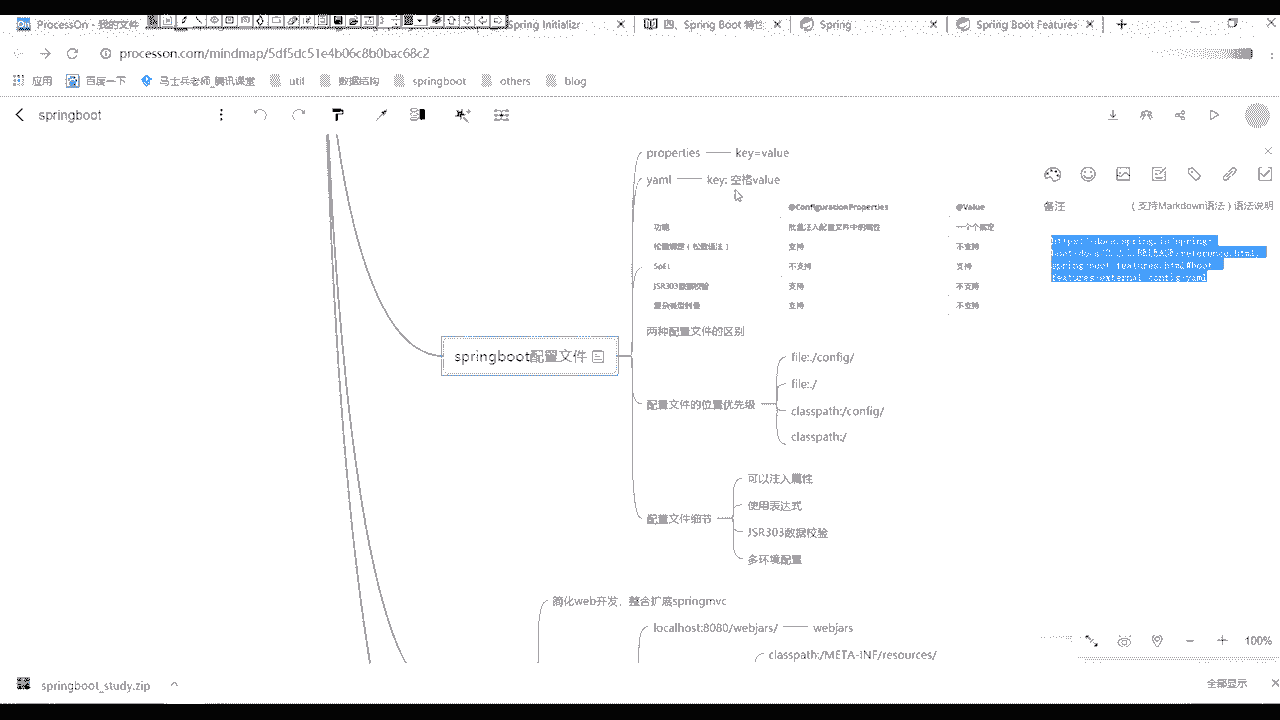 ProcessOn - 我的文件
Spring Initializr
四、Spring Boot 特性
Spring
Spring Boot Features
processon.com/mindmap/5df5dc51e4b06c8b0bac68c2
应用
百度一下
马士兵老师_腾讯课堂
util
数据结构
springboot
others
blog
springboot
properties
key=value
yaml
key: 空格value
@ConfigurationProperties
@Value
功能
批量注入配置文件中的属性
一个个绑定
松散绑定（松散语法）
支持
不支持
SpEL
不支持
支持
JSR303数据校验
支持
不支持
复杂类型封装
支持
不支持
两种配置文件的区别
springboot配置文件
配置文件的位置优先级
file:./config/
file:./
classpath:/config/
classpath:/
配置文件细节
可以注入属性
使用表达式
JSR303数据校验
多环境配置
简化web开发，整合扩展springmvc
localhost:8080/webjars/
webjars
classpath:/META-INF/resources/
备注
（支持Markdown语法）语法说明
100%
springboot_study.zip
全部显示